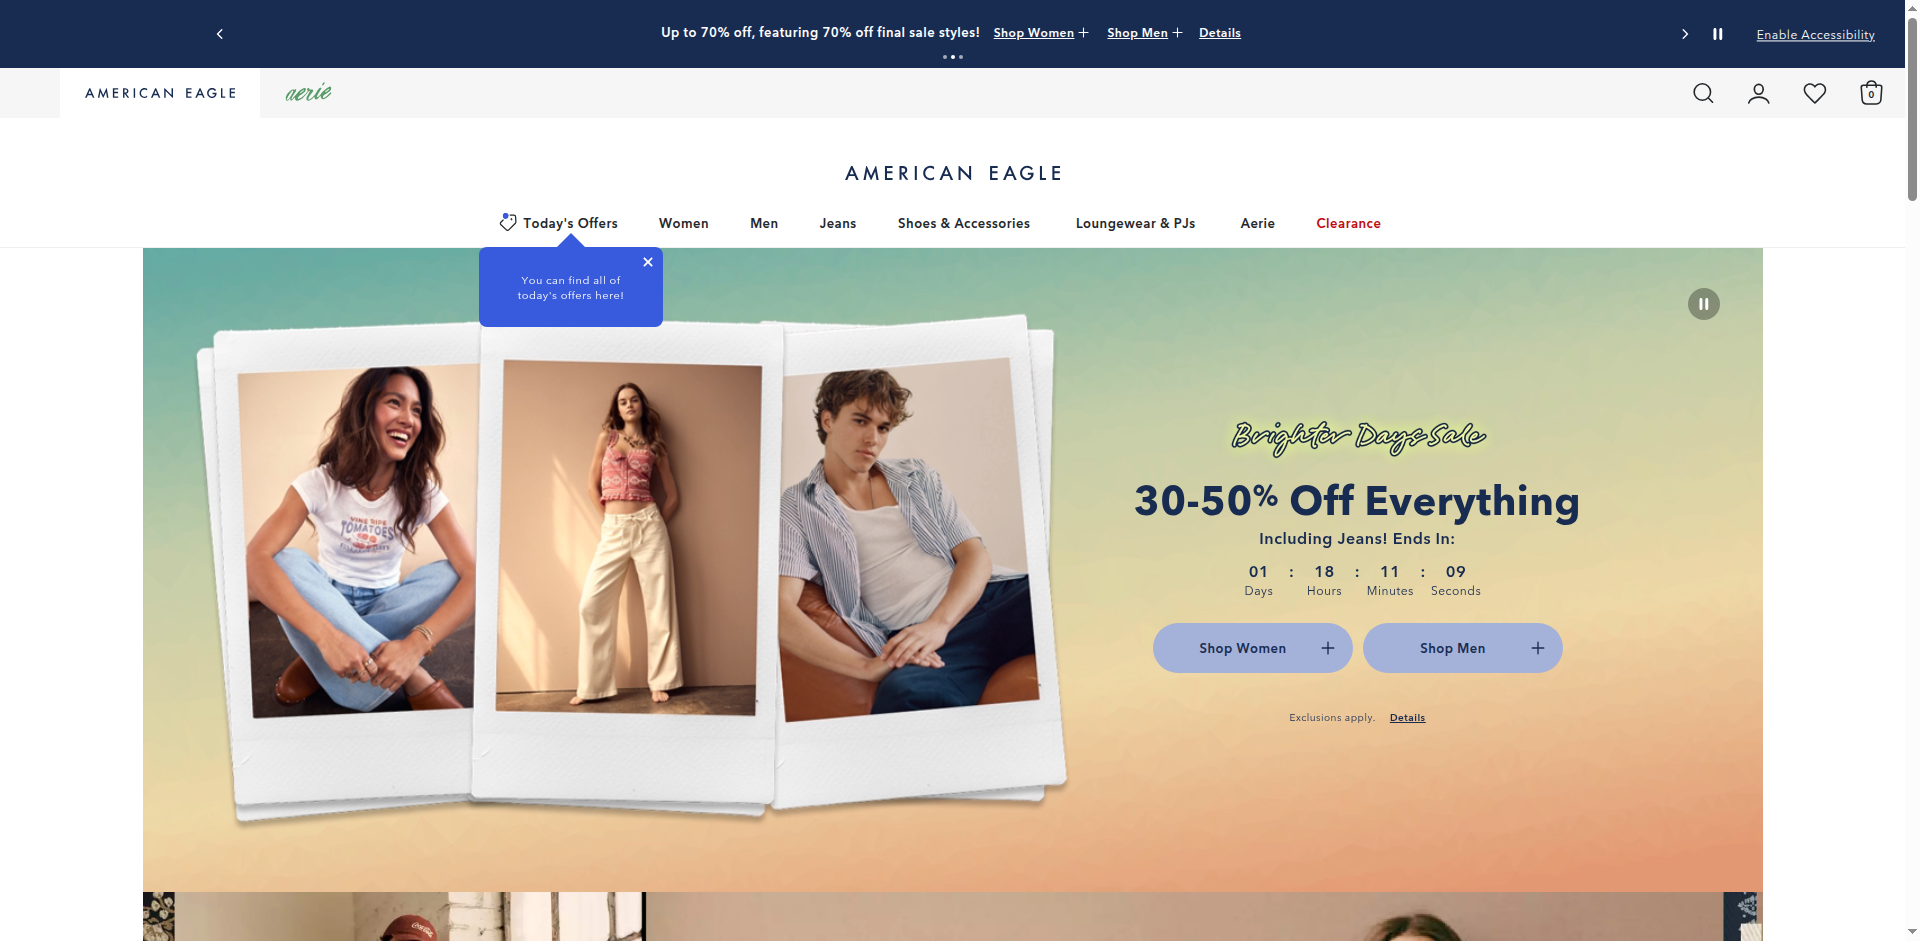 Up to 70% off, featuring 70% off final sale styles! Shop Women + Shop Men + Details
Enable Accessibility
AMERICAN EAGLE
aerie
0
AMERICAN EAGLE
Today's Offers
Women
Men
Jeans
Shoes & Accessories
Loungewear & PJs
Aerie
Clearance
You can find all of
today's offers here!
VINE RIPE
TOMATOES
Brighter Days Sale
30-50% Off Everything
Including Jeans! Ends In:
01 : 18 : 11 : 09
Days Hours Minutes Seconds
Shop Women +
Shop Men +
Exclusions apply. Details